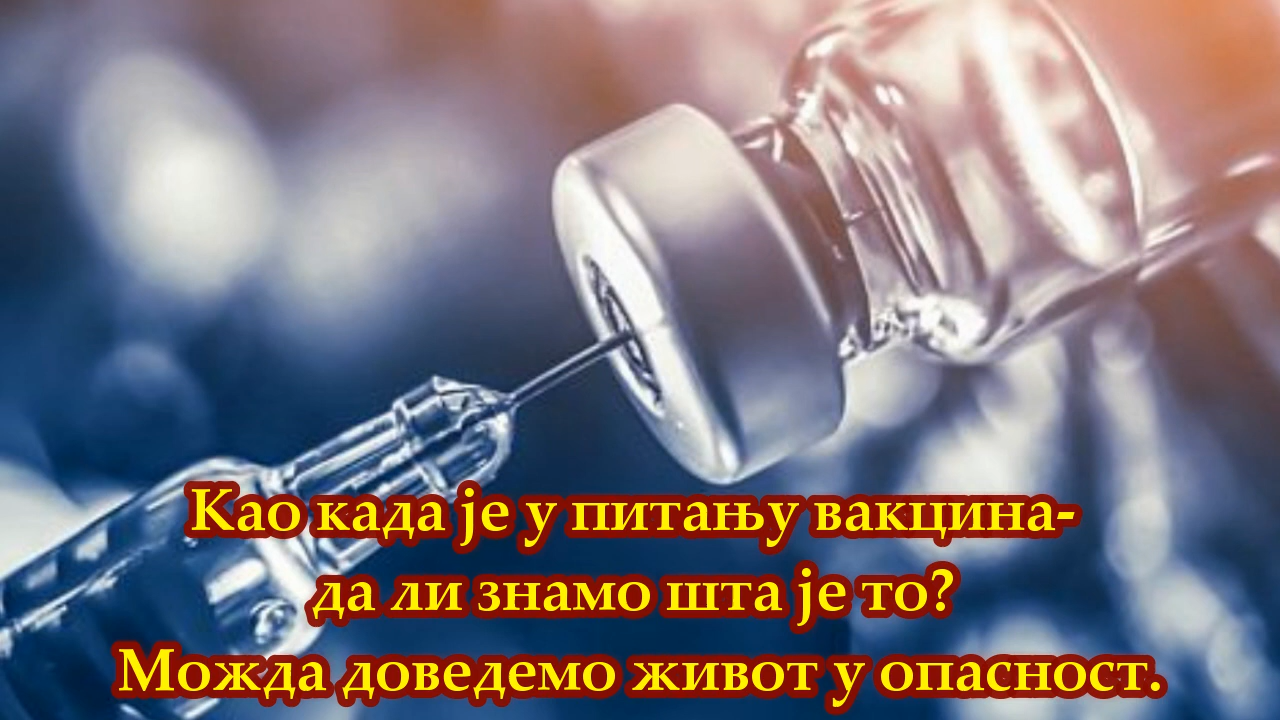 Као када је у питању вакцина-
да ли знамо шта је то?
Можда доведемо живот у опасност.